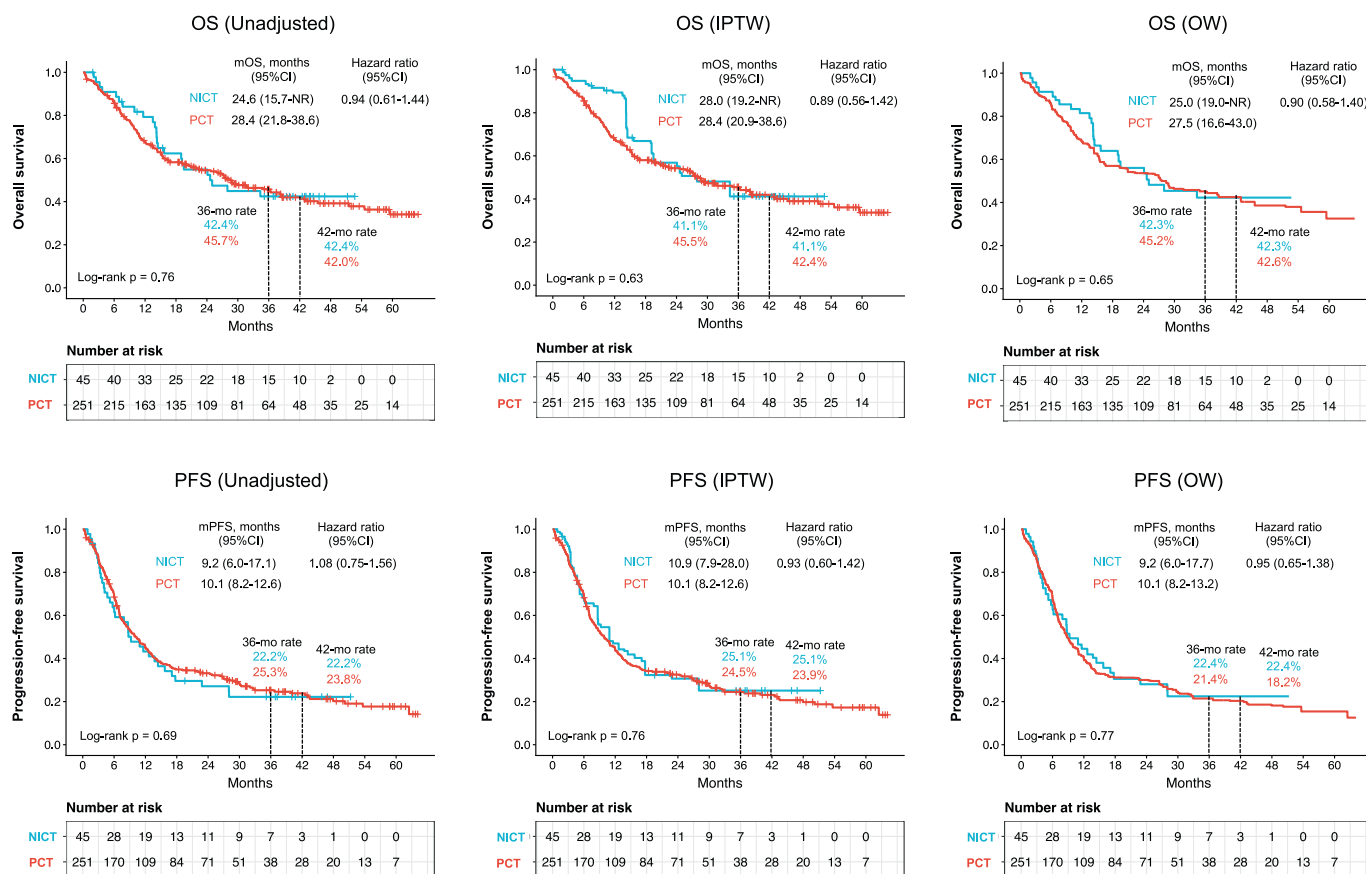 OS (Unadjusted)
mOS, months Hazard ratio
(95%CI) (95%CI)
NICT 24.6 (15.7-NR) 0.94 (0.61-1.44)
PCT 28.4 (21.8-38.6)
Overall survival
1.0
0.8
0.6
0.4
0.2
0.0
36-mo rate
42.4%
45.7%
42-mo rate
42.4%
42.0%
Log-rank p = 0.76
0 6 12 18 24 30 36 42 48 54 60
Months
Number at risk
NICT 45 40 33 25 22 18 15 10 2 0 0
PCT 251 215 163 135 109 81 64 48 35 25 14
OS (IPTW)
mOS, months Hazard ratio
(95%CI) (95%CI)
NICT 28.0 (19.2-NR) 0.89 (0.56-1.42)
PCT 28.4 (20.9-38.6)
Overall survival
1.0
0.8
0.6
0.4
0.2
0.0
36-mo rate
41.1%
45.5%
42-mo rate
41.1%
42.4%
Log-rank p = 0.63
0 6 12 18 24 30 36 42 48 54 60
Months
Number at risk
NICT 45 40 33 25 22 18 15 10 2 0 0
PCT 251 215 163 135 109 81 64 48 35 25 14
OS (OW)
mOS, months Hazard ratio
(95%CI) (95%CI)
NICT 25.0 (19.0-NR) 0.90 (0.58-1.40)
PCT 27.5 (16.6-43.0)
Overall survival
1.0
0.8
0.6
0.4
0.2
0.0
36-mo rate
42.3%
45.2%
42-mo rate
42.3%
42.6%
Log-rank p = 0.65
0 6 12 18 24 30 36 42 48 54 60
Months
Number at risk
NICT 45 40 33 25 22 18 15 10 2 0 0
PCT 251 215 163 135 109 81 64 48 35 25 14
PFS (Unadjusted)
mPFS, months Hazard ratio
(95%CI) (95%CI)
NICT 9.2 (6.0-17.1) 1.08 (0.75-1.56)
PCT 10.1 (8.2-12.6)
Progression-free survival
1.0
0.8
0.6
0.4
0.2
0.0
36-mo rate
22.2%
25.3%
42-mo rate
22.2%
23.8%
Log-rank p = 0.69
0 6 12 18 24 30 36 42 48 54 60
Months
Number at risk
NICT 45 28 19 13 11 9 7 3 1 0 0
PCT 251 170 109 84 71 51 38 28 20 13 7
PFS (IPTW)
mPFS, months Hazard ratio
(95%CI) (95%CI)
NICT 10.9 (7.9-28.0) 0.93 (0.60-1.42)
PCT 10.1 (8.2-12.6)
Progression-free survival
1.0
0.8
0.6
0.4
0.2
0.0
36-mo rate
25.1%
24.5%
42-mo rate
25.1%
23.9%
Log-rank p = 0.76
0 6 12 18 24 30 36 42 48 54 60
Months
Number at risk
NICT 45 28 19 13 11 9 7 3 1 0 0
PCT 251 170 109 84 71 51 38 28 20 13 7
PFS (OW)
mPFS, months Hazard ratio
(95%CI) (95%CI)
NICT 9.2 (6.0-17.7) 0.95 (0.65-1.38)
PCT 10.1 (8.2-13.2)
Progression-free survival
1.0
0.8
0.6
0.4
0.2
0.0
36-mo rate
22.4%
21.4%
42-mo rate
22.4%
18.2%
Log-rank p = 0.77
0 6 12 18 24 30 36 42 48 54 60
Months
Number at risk
NICT 45 28 19 13 11 9 7 3 1 0 0
PCT 251 170 109 84 71 51 38 28 20 13 7